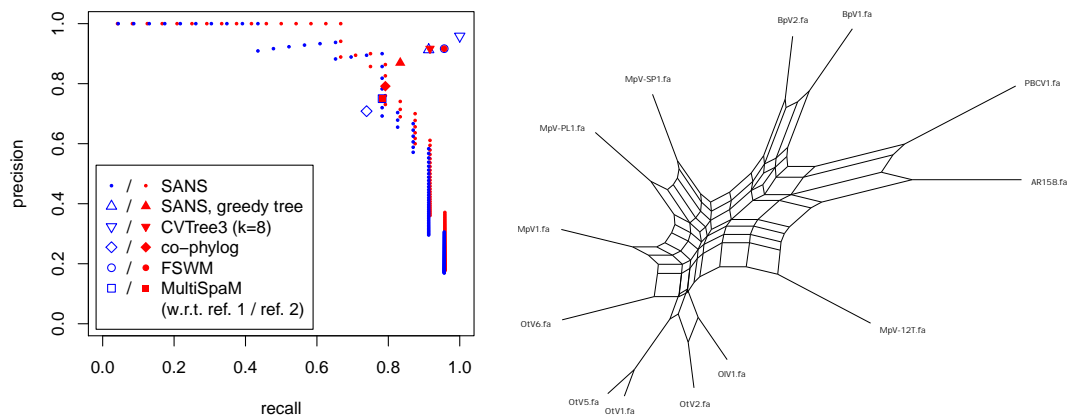 precision
1.0
0.8
0.6
0.4
0.2
0.0
/ SANS
/ SANS, greedy tree
/ CVTree3 (k=8)
/ co−phylog
/ FSWM
/ MultiSpaM
(w.r.t. ref. 1 / ref. 2)
0.0 0.2 0.4 0.6 0.8 1.0
recall
BpV2.fa
BpV1.fa
MpV-SP1.fa
PBCV1.fa
MpV-PL1.fa
AR158.fa
MpV1.fa
OtV6.fa
MpV-12T.fa
OlV1.fa
OtV5.fa
OtV1.fa
OtV2.fa